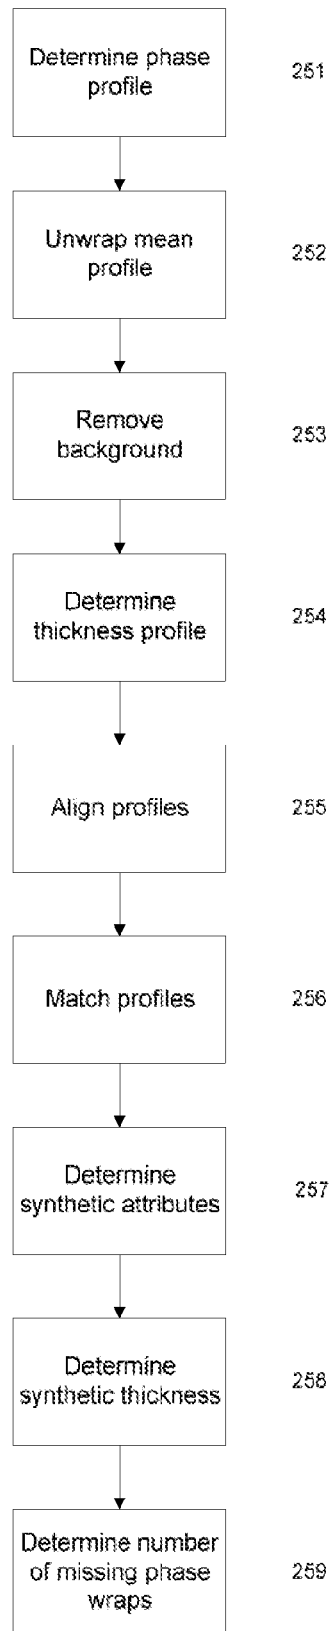 Determine phase
profile
251
Unwrap mean
profile
252
Remove
background
253
Determine
thickness profile
254
Align profiles
255
Match profiles
256
Determine
synthetic attributes
257
Determine
synthetic thickness
258
Determine number
of missing phase
wraps
259